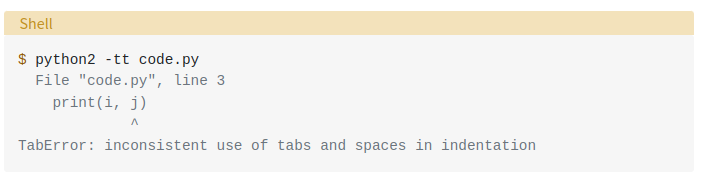 Shell
$ python2 -tt code.py
  File "code.py", line 3
    print(i, j)
             ^
TabError: inconsistent use of tabs and spaces in indentation